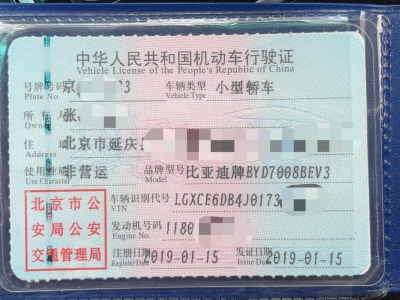 中华人民共和国机动车行驶证
Vehicle License of the People's Republic of China
号牌号码 京 3 车辆类型 小型轿车
Plate No. Vehicle Type
所有人 张
Owner
住址 北京市延庆
Address
使用性质 非营运 品牌型号 比亚迪牌BYD7008BEV3
Use Character
车辆识别代号 LGXCE6DB4J0173
VIN
发动机号码 1180
Engine No.
北京市公
安局公安
交通管理局
注册日期 2019-01-15 发证日期 2019-01-15
Register Date Issue Date